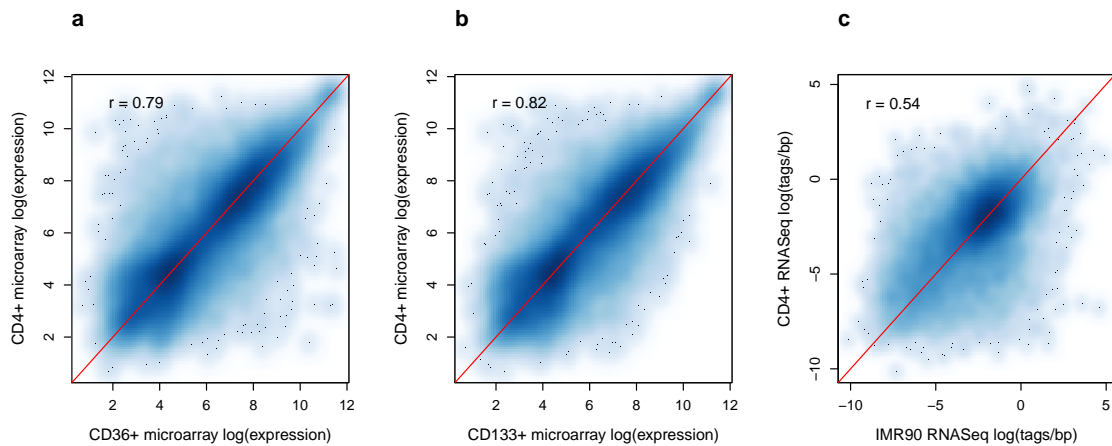 a
r = 0.79
CD4+ microarray log(expression)
12
10
8
6
4
2
2 4 6 8 10 12
CD36+ microarray log(expression)
b
r = 0.82
CD4+ microarray log(expression)
12
10
8
6
4
2
2 4 6 8 10 12
CD133+ microarray log(expression)
c
r = 0.54
CD4+ RNASeq log(tags/bp)
5
0
−5
−10
−10 −5 0 5
IMR90 RNASeq log(tags/bp)